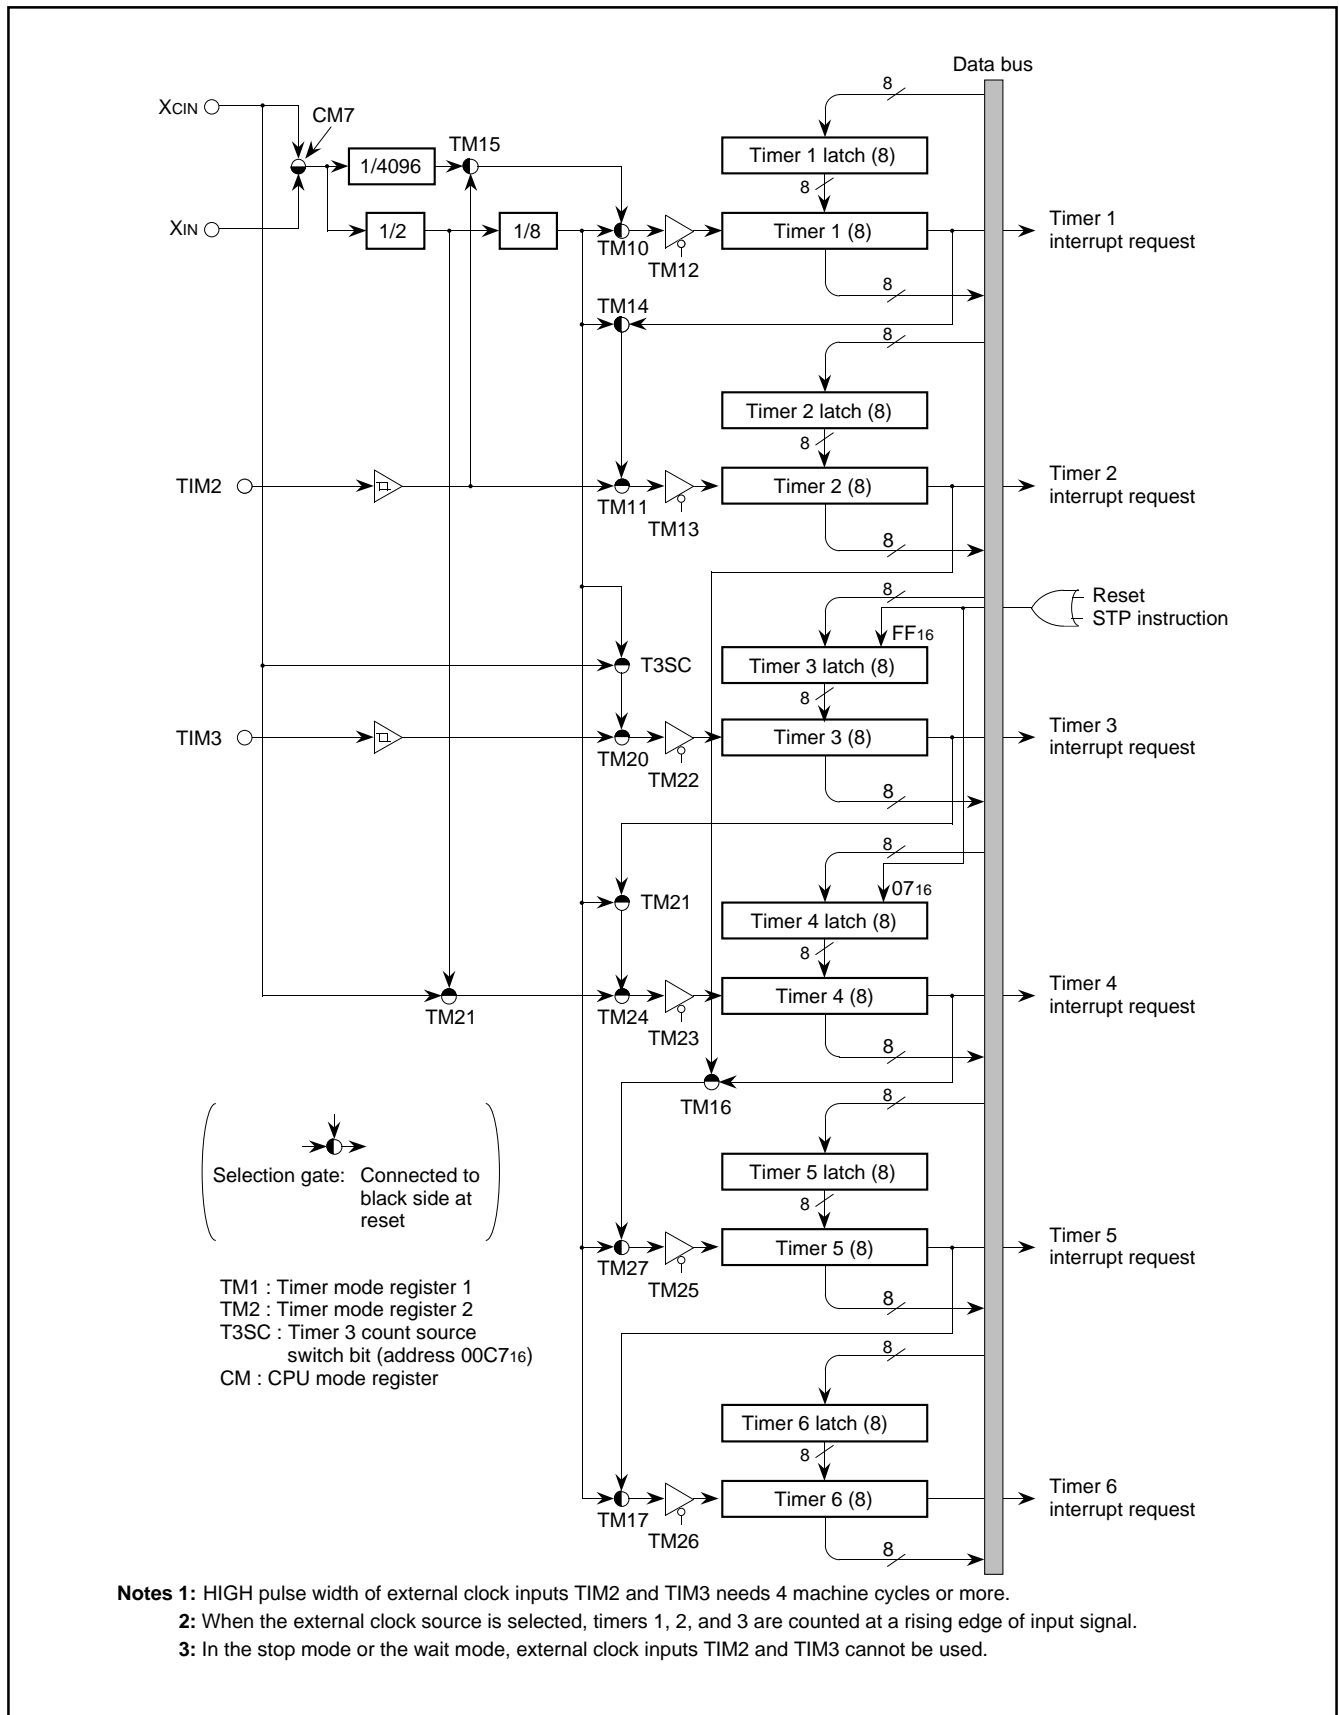 Data bus
XCIN
CM7
TM15
8
1/4096
Timer 1 latch (8)
8
XIN
1/2
1/8
TM10
TM12
Timer 1 (8)
Timer 1
interrupt request
8
TM14
8
Timer 2 latch (8)
8
TIM2
TM11
TM13
Timer 2 (8)
Timer 2
interrupt request
8
8
Reset
STP instruction
FF16
T3SC
Timer 3 latch (8)
8
TIM3
TM20
TM22
Timer 3 (8)
Timer 3
interrupt request
8
8
0716
TM21
Timer 4 latch (8)
8
TM21
TM24
TM23
Timer 4 (8)
Timer 4
interrupt request
8
TM16
8
Selection gate: Connected to
black side at
reset
Timer 5 latch (8)
8
TM27
TM25
Timer 5 (8)
Timer 5
interrupt request
8
TM1 : Timer mode register 1
TM2 : Timer mode register 2
T3SC : Timer 3 count source
switch bit (address 00C716)
CM : CPU mode register
8
Timer 6 latch (8)
8
TM17
TM26
Timer 6 (8)
Timer 6
interrupt request
8
Notes 1: HIGH pulse width of external clock inputs TIM2 and TIM3 needs 4 machine cycles or more.
2: When the external clock source is selected, timers 1, 2, and 3 are counted at a rising edge of input signal.
3: In the stop mode or the wait mode, external clock inputs TIM2 and TIM3 cannot be used.